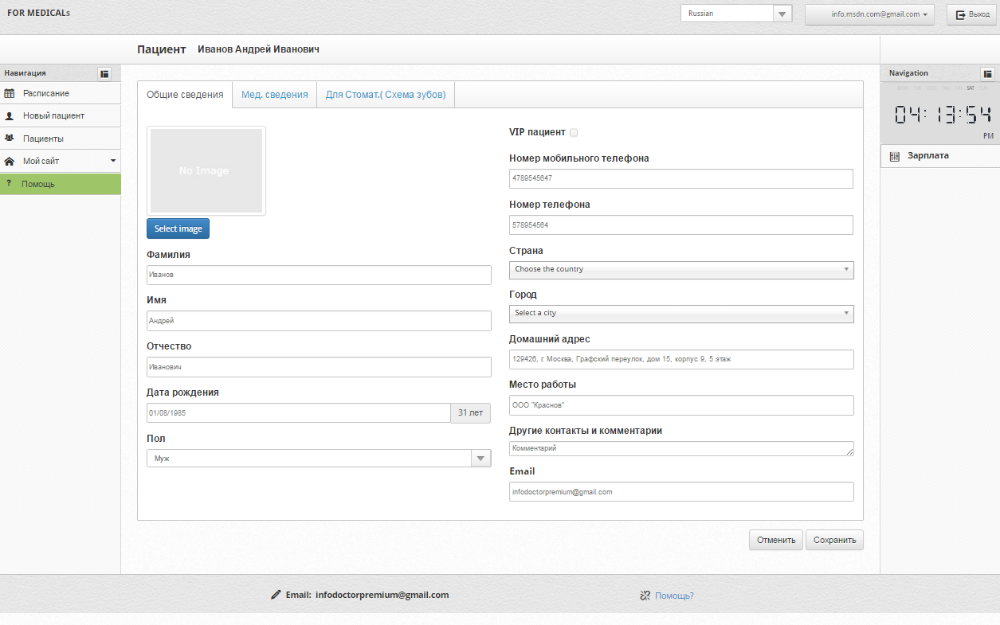 FOR MEDICALs
Russian
info.msdn.com@gmail.com
Выход
Пациент Иванов Андрей Иванович
Навигация
Расписание
Новый пациент
Пациенты
Мой сайт
? Помощь
Общие сведения
Мед. сведения
Для Стомат.( Схема зубов)
No Image
Select image
Фамилия
Иванов
Имя
Андрей
Отчество
Иванович
Дата рождения
01/08/1985
31 лет
Пол
Муж
VIP пациент
Номер мобильного телефона
4789545647
Номер телефона
578954564
Страна
Choose the country
Город
Select a city
Домашний адрес
129426, г. Москва, Графский переулок, дом 15, корпус 9, 5 этаж
Место работы
ООО "Краснов"
Другие контакты и комментарии
Комментарий
Email
infodoctorpremium@gmail.com
Отменить
Сохранить
Navigation
MON TUE WED THU FRI SAT SUN
04:13:54
PM
Зарплата
Email: infodoctorpremium@gmail.com
Помощь?